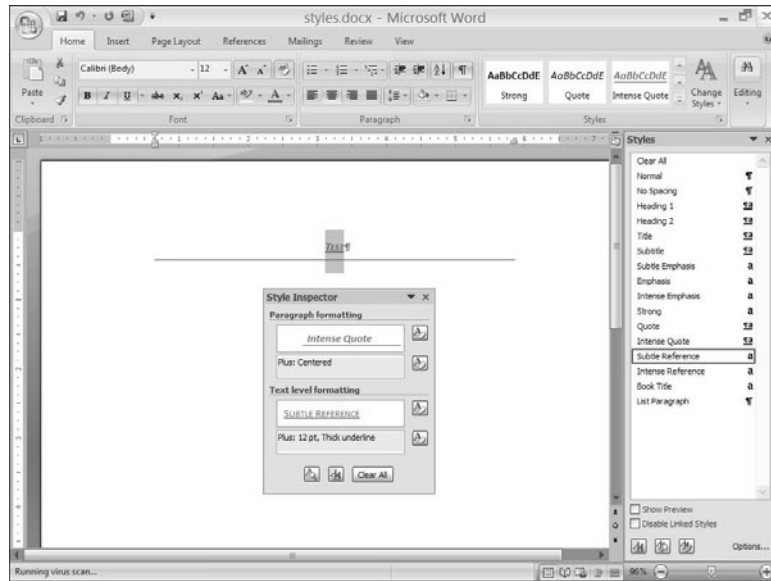 styles.docx - Microsoft Word
Home Insert Page Layout References Mailings Review View
Paste
Calibri (Body) 12
AaBbCcDdE AaBbCcDdE AaBbCcDdE
Strong Quote Intense Quote
Change Styles
Editing
Clipboard Font Paragraph Styles
TEXT¶
Style Inspector
Paragraph formatting
Intense Quote
Plus: Centered
Text level formatting
SUBTLE REFERENCE
Plus: 12 pt, Thick underline
Clear All
Styles
Clear All
Normal ¶
No Spacing ¶
Heading 1 ¶a
Heading 2 ¶a
Title ¶a
Subtitle ¶a
Subtle Emphasis a
Emphasis a
Intense Emphasis a
Strong a
Quote ¶a
Intense Quote ¶a
Subtle Reference a
Intense Reference a
Book Title a
List Paragraph ¶
Show Preview
Disable Linked Styles
Options...
Running virus scan...
96%